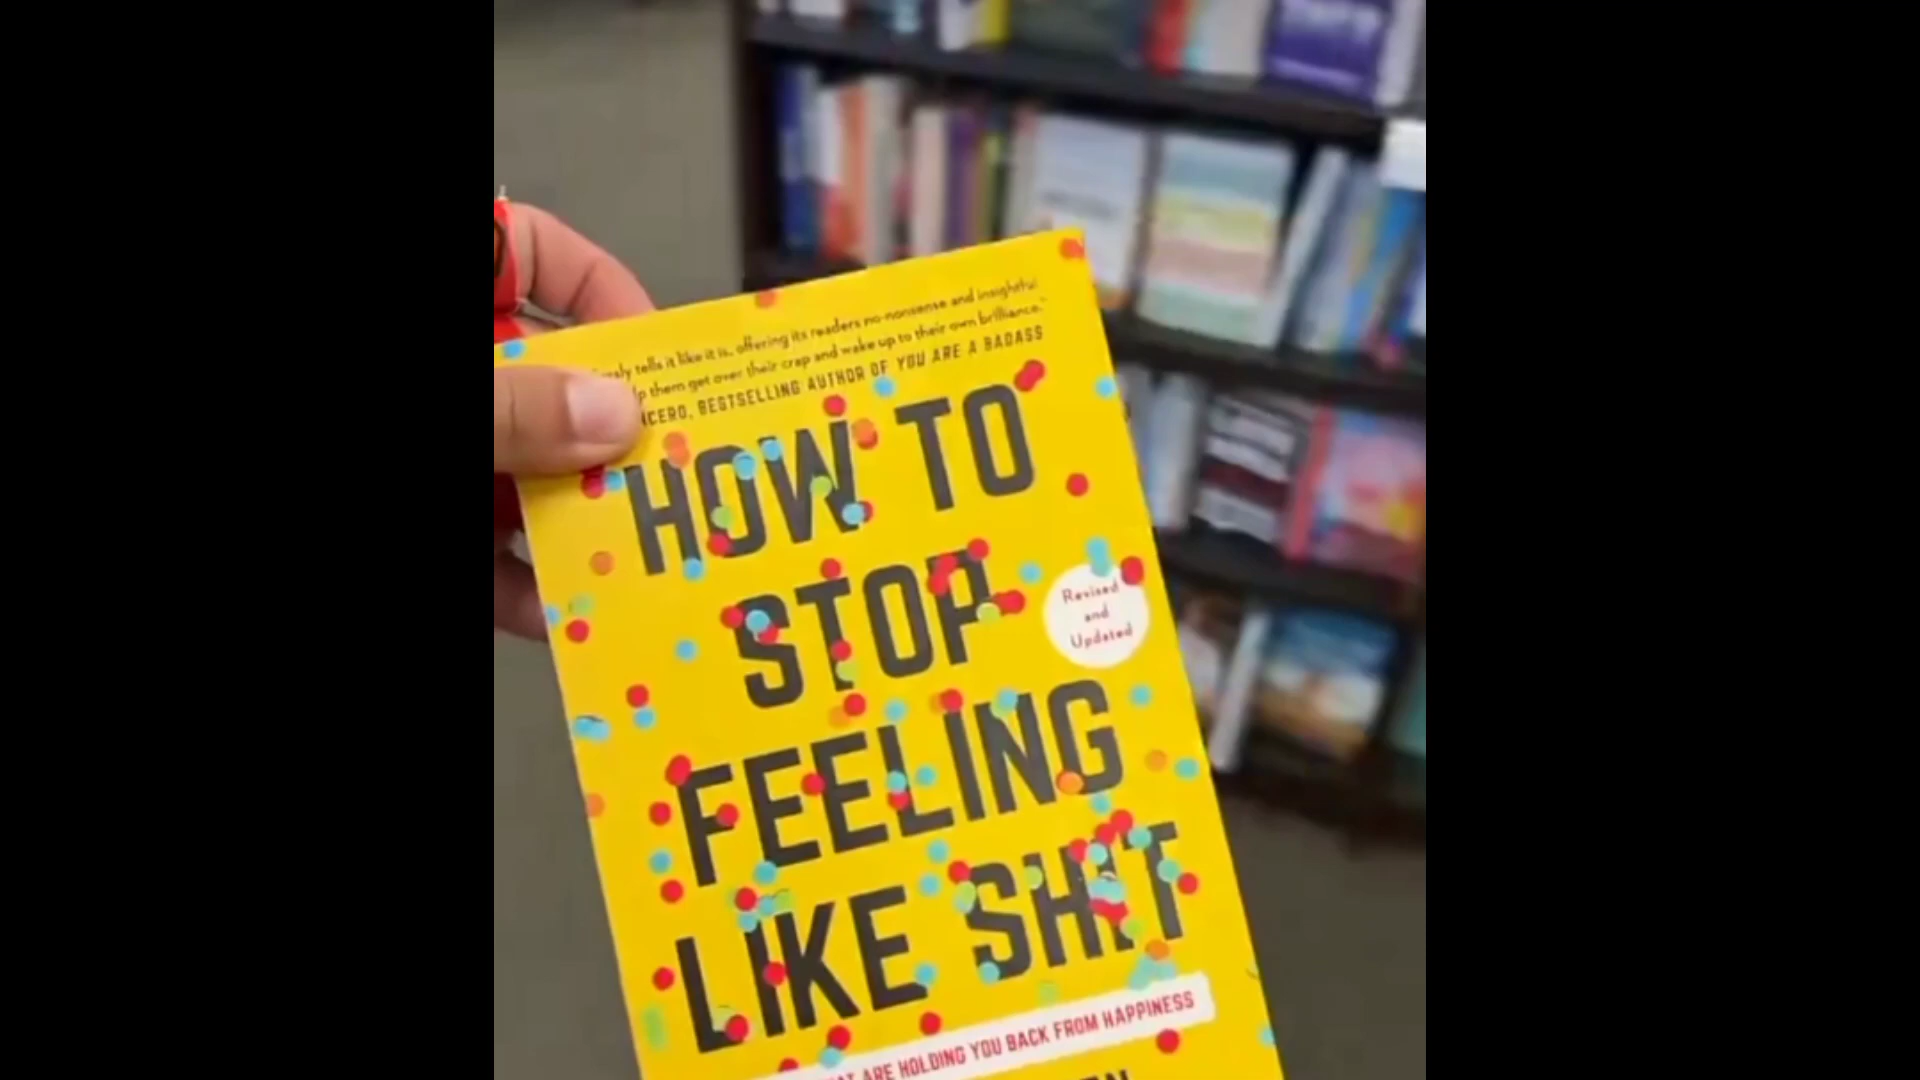 tells it like it is, offering its readers no-nonsense and insightful
them get over their crap and wake up to their own brilliance."
NCERO, BESTSELLING AUTHOR OF YOU ARE A BADASS
HOW TO
STOP
FEELING
LIKE SH!T
Revised
and
Updated
ARE HOLDING YOU BACK FROM HAPPINESS